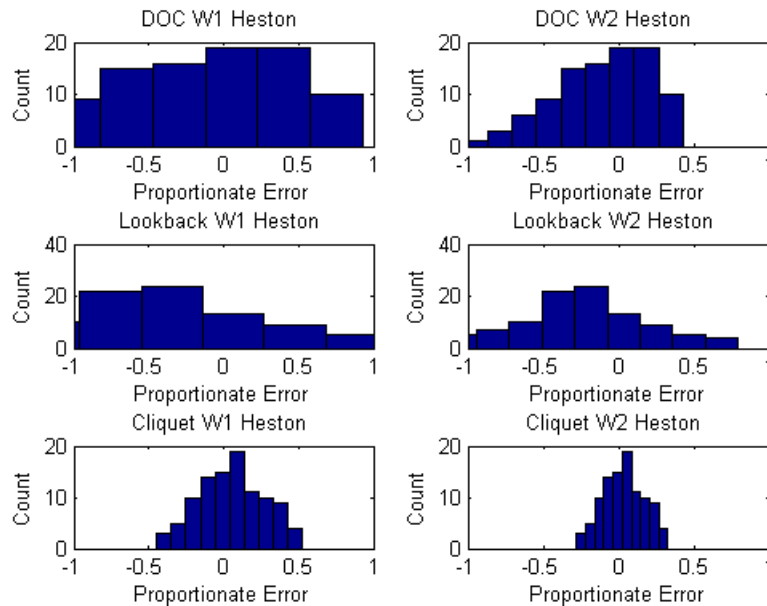 DOC W1 Heston
20
10
0
Count
-1 -0.5 0 0.5 1
Proportionate Error
DOC W2 Heston
20
10
0
Count
-1 -0.5 0 0.5 1
Proportionate Error
Lookback W1 Heston
40
20
0
Count
-1 -0.5 0 0.5 1
Proportionate Error
Lookback W2 Heston
40
20
0
Count
-1 -0.5 0 0.5 1
Proportionate Error
Cliquet W1 Heston
20
10
0
Count
-1 -0.5 0 0.5 1
Proportionate Error
Cliquet W2 Heston
20
10
0
Count
-1 -0.5 0 0.5 1
Proportionate Error